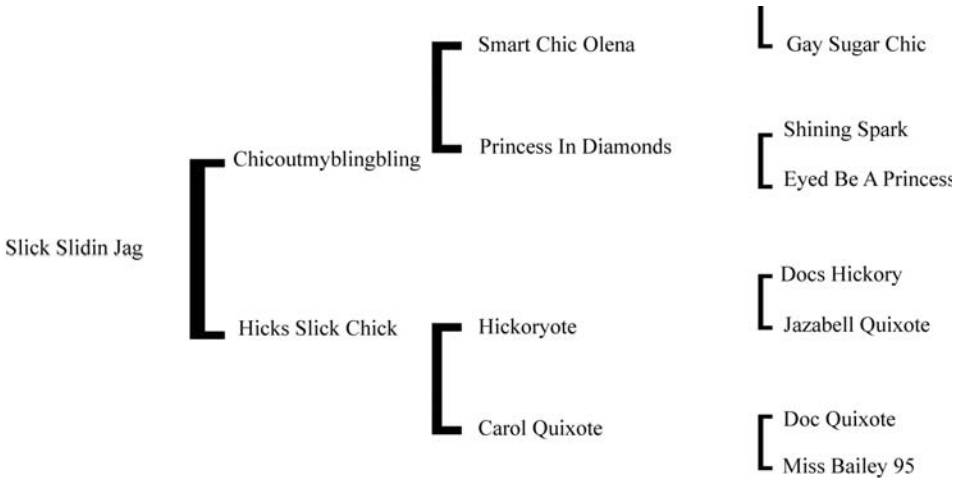 Smart Chic Olena
Gay Sugar Chic
Shining Spark
Princess In Diamonds
Chicoutmyblingbling
Eyed Be A Princess
Slick Slidin Jag
Docs Hickory
Hicks Slick Chick
Hickoryote
Jazabell Quixote
Doc Quixote
Carol Quixote
Miss Bailey 95